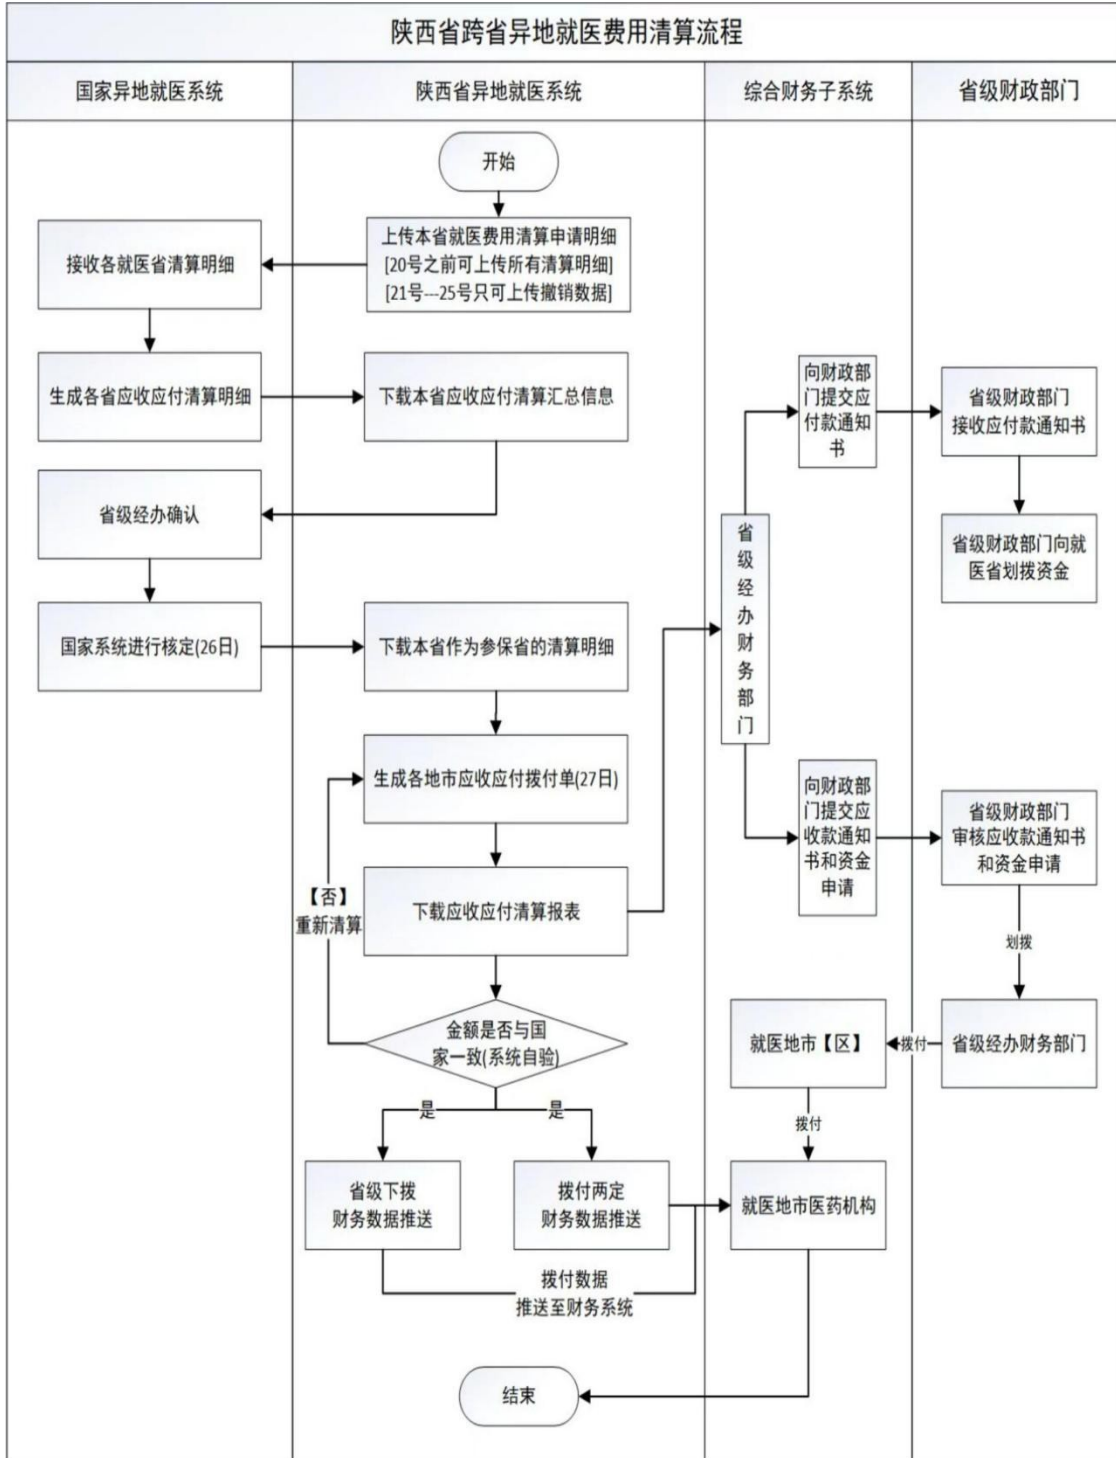 陕西省跨省异地就医费用清算流程
国家异地就医系统
陕西省异地就医系统
综合财务子系统
省级财政部门
开始
上传本省就医费用清算申请明细
[20号之前可上传所有清算明细]
[21号---25号只可上传撤销数据]
接收各就医省清算明细
生成各省应收应付清算明细
下载本省应收应付清算汇总信息
向财政部
门提交应
付款通知
书
省级财政部门
接收应付款通知书
省级经办确认
省
级
经
办
财
务
部
门
省级财政部门向就
医省划拨资金
国家系统进行核定(26日)
下载本省作为参保省的清算明细
生成各地市应收应付拨付单(27日)
向财政部
门提交应
收款通知
书和资金
申请
省级财政部门
审核应收款通知书
和资金申请
【否】
重新清算
下载应收应付清算报表
划拨
金额是否与国
家一致(系统自验)
就医地市【区】
拨付
省级经办财务部门
是
是
拨付
省级下拨
财务数据推送
拨付两定
财务数据推送
就医地市医药机构
拨付数据
推送至财务系统
结束